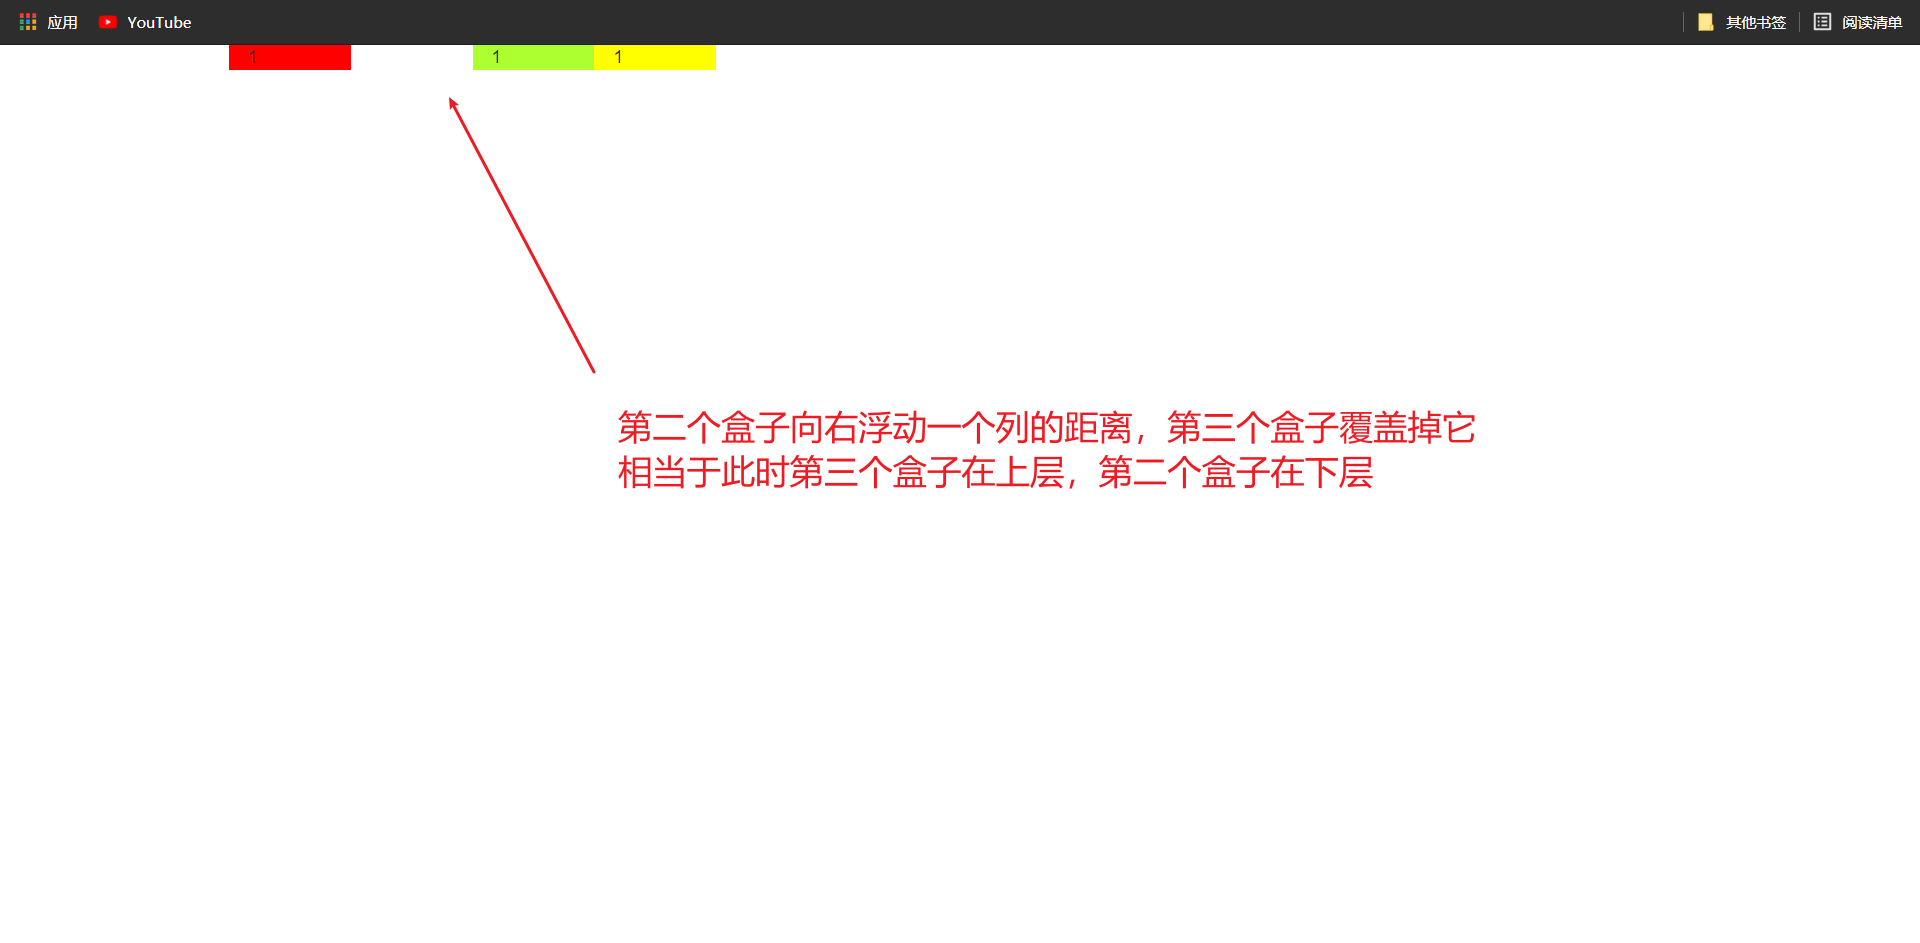 应用 YouTube 其他书签 阅读清单
1 1 1
第二个盒子向右浮动一个列的距离，第三个盒子覆盖掉它
相当于此时第三个盒子在上层，第二个盒子在下层